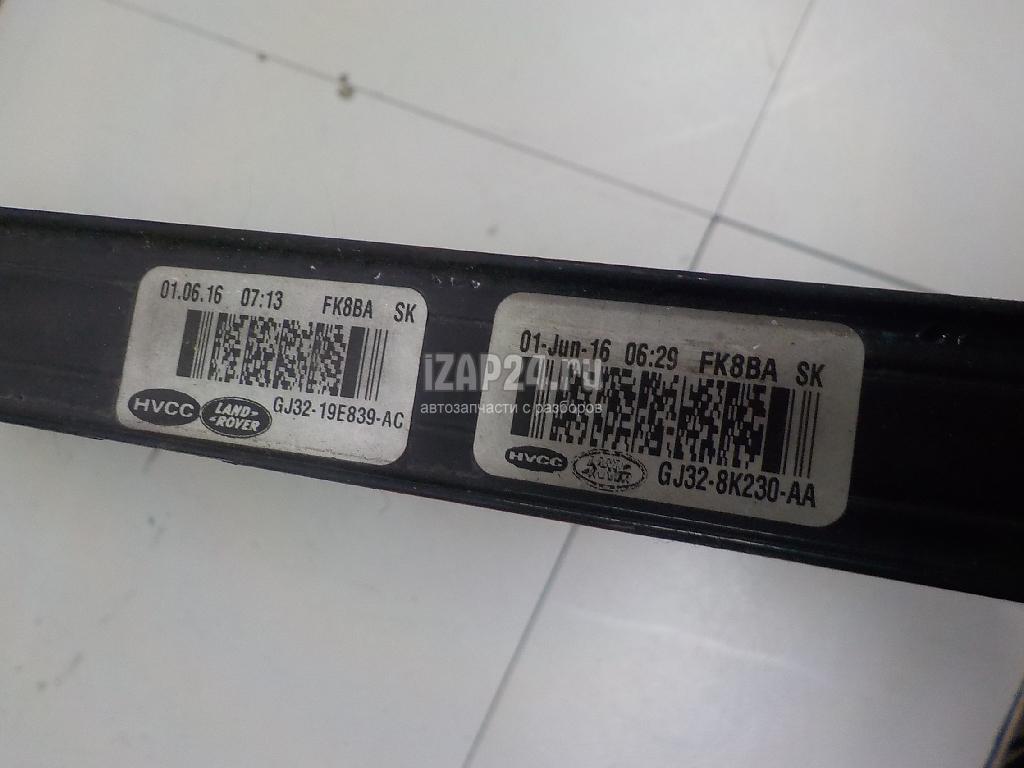 01.06.16 07:13 FK8BA SK
HVCC LAND- -ROVER GJ32-19E839-AC
01-Jun-16 06:29 FK8BA SK
HVCC GJ32-8K230-AA
iZAP24.ru
автозапчасти с разборов